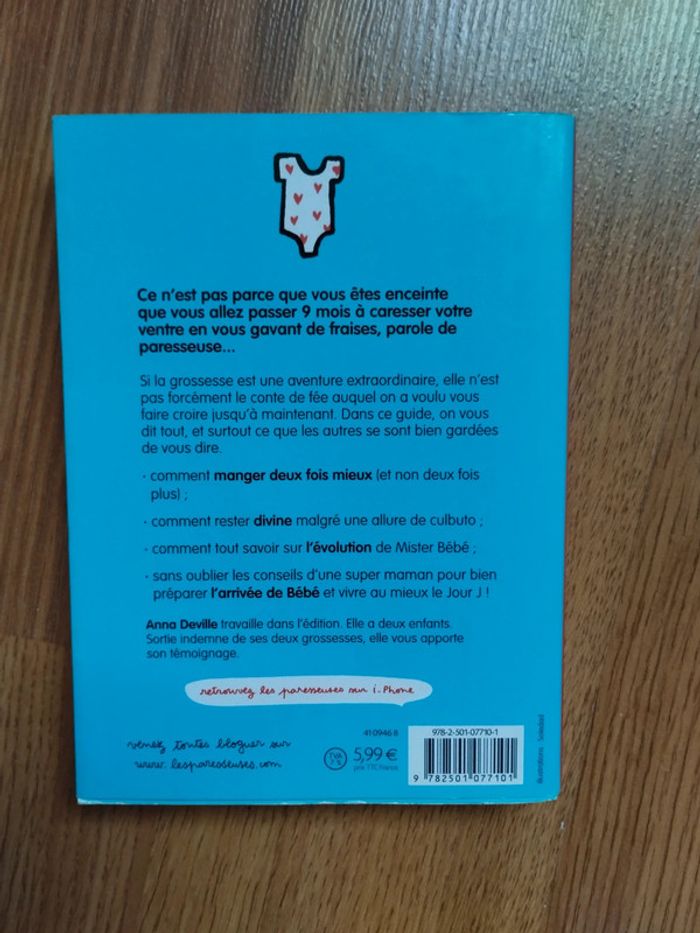 Ce n'est pas parce que vous êtes enceinte
que vous allez passer 9 mois à caresser votre
ventre en vous gavant de fraises, parole de
paresseuse...
Si la grossesse est une aventure extraordinaire, elle n'est
pas forcément le conte de fée auquel on a voulu vous
faire croire jusqu'à maintenant. Dans ce guide, on vous
dit tout, et surtout ce que les autres se sont bien gardées
de vous dire.
· comment manger deux fois mieux (et non deux fois
plus) ;
· comment rester divine malgré une allure de culbuto ;
· comment tout savoir sur l'évolution de Mister Bébé ;
· sans oublier les conseils d'une super maman pour bien
préparer l'arrivée de Bébé et vivre au mieux le Jour J !
Anna Deville travaille dans l'édition. Elle a deux enfants.
Sortie indemne de ses deux grossesses, elle vous apporte
son témoignage.
retrouvez les paresseuses sur i.Phone
venez toutes bloguer sur
www.lesparesseuses.com
41 0946 8
TVA
5,99 €
prix TTC France
978-2-501-07710-1
9 782501 077101
Illustrations : Soledad